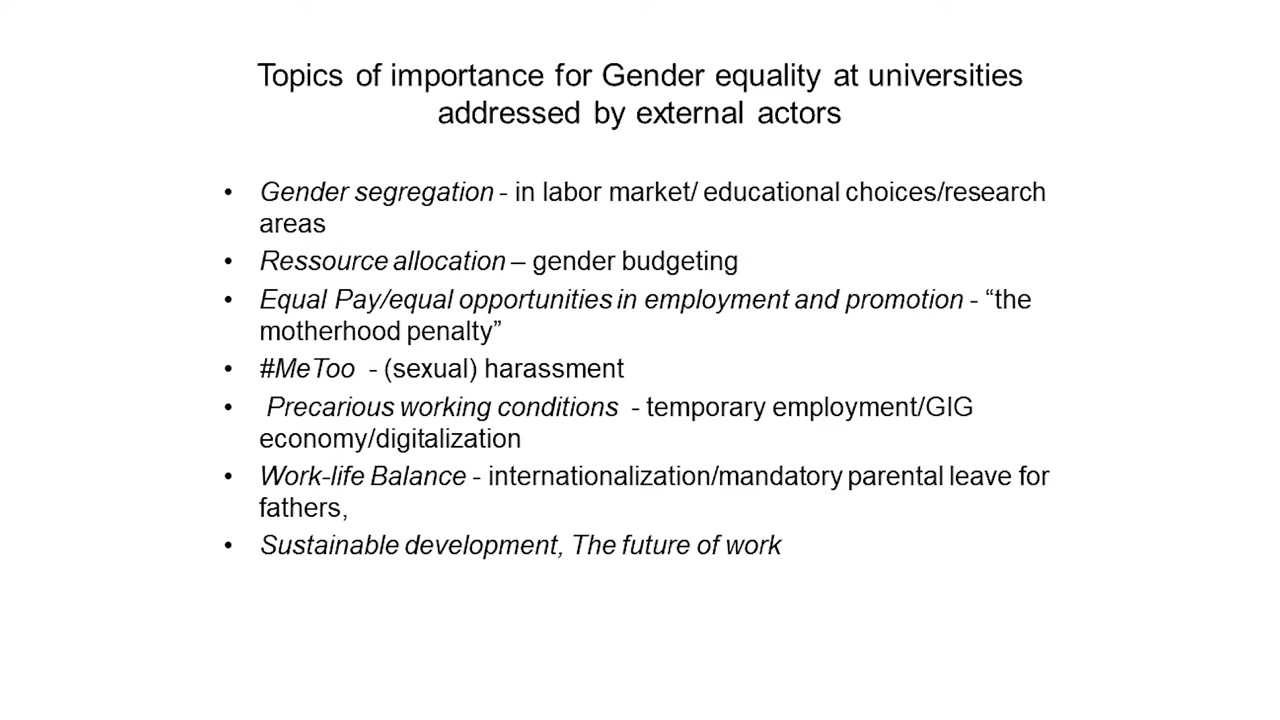 Topics of importance for Gender equality at universities
addressed by external actors
• Gender segregation - in labor market/ educational choices/research
areas
• Ressource allocation – gender budgeting
• Equal Pay/equal opportunities in employment and promotion - “the
motherhood penalty”
• #MeToo - (sexual) harassment
• Precarious working conditions - temporary employment/GIG
economy/digitalization
• Work-life Balance - internationalization/mandatory parental leave for
fathers,
• Sustainable development, The future of work